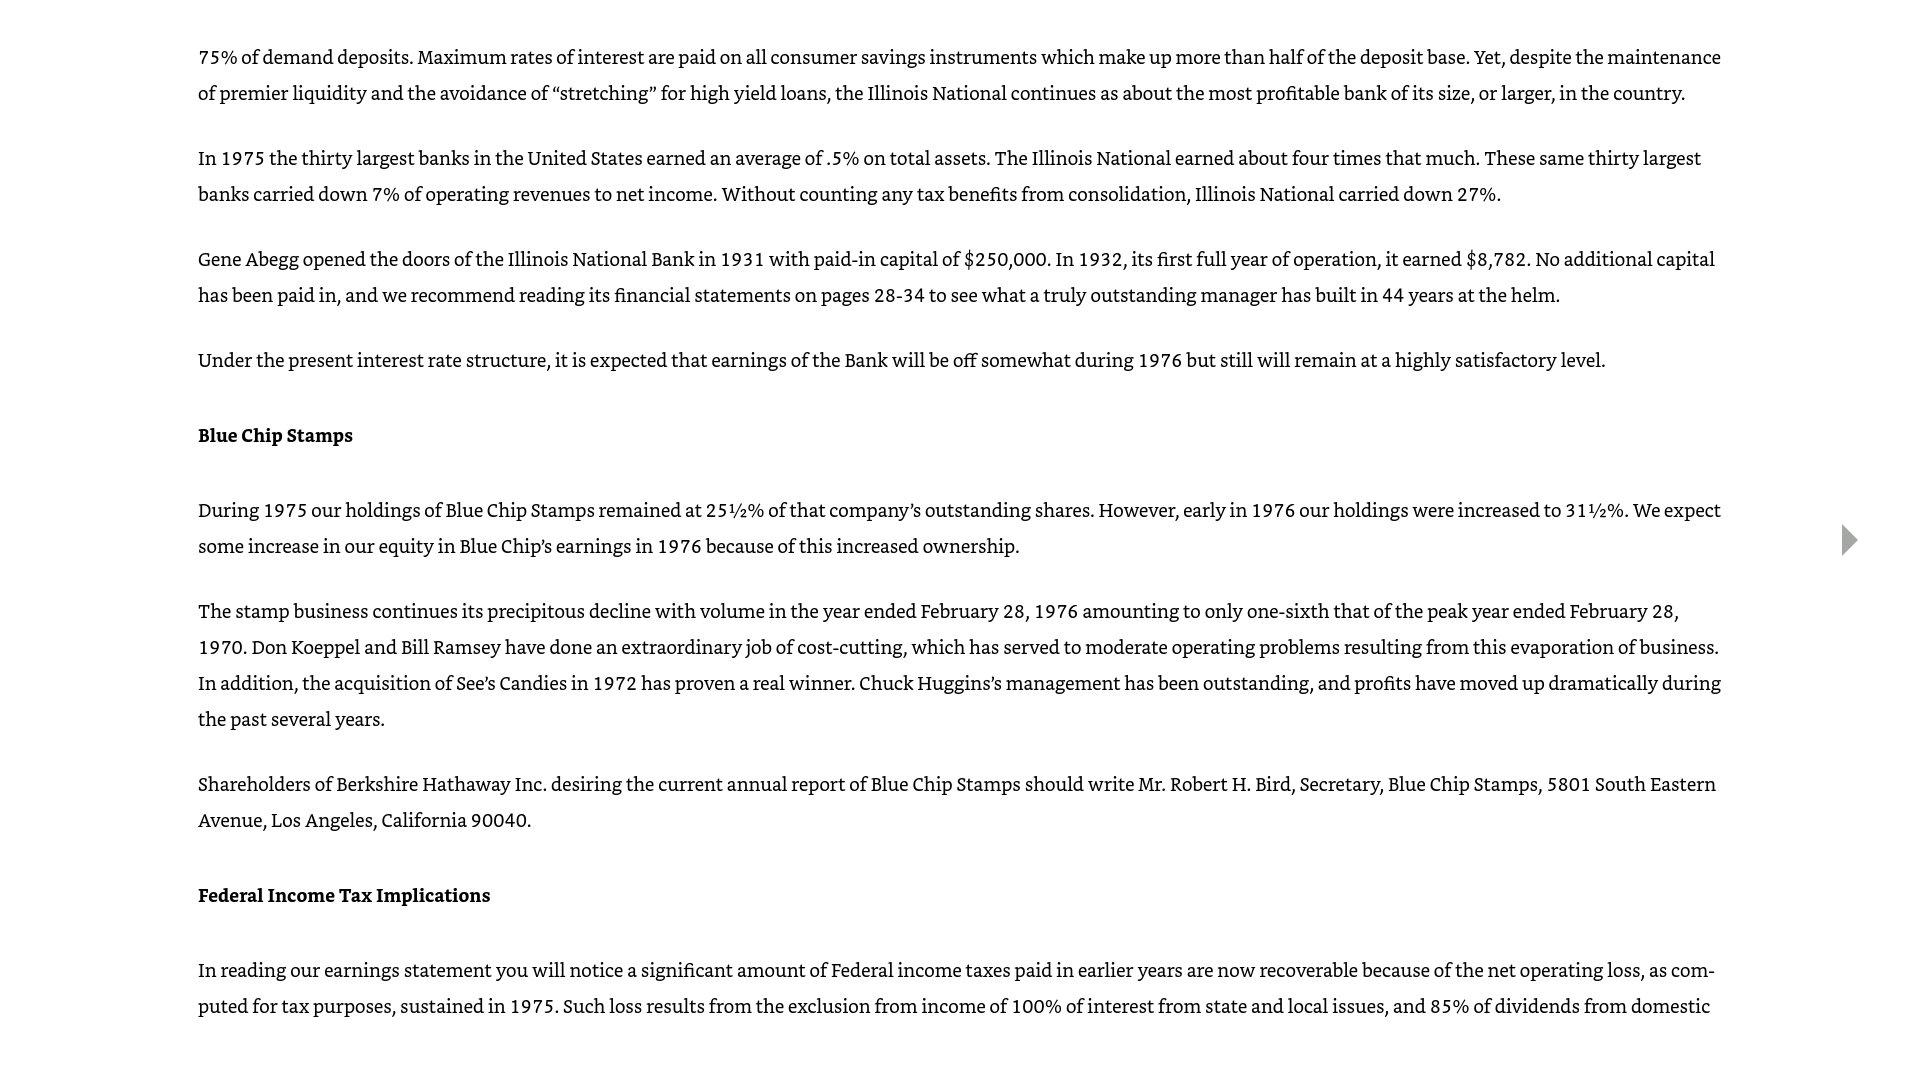 75% of demand deposits. Maximum rates of interest are paid on all consumer savings instruments which make up more than half of the deposit base. Yet, despite the maintenance
of premier liquidity and the avoidance of “stretching” for high yield loans, the Illinois National continues as about the most profitable bank of its size, or larger, in the country.
In 1975 the thirty largest banks in the United States earned an average of .5% on total assets. The Illinois National earned about four times that much. These same thirty largest
banks carried down 7% of operating revenues to net income. Without counting any tax benefits from consolidation, Illinois National carried down 27%.
Gene Abegg opened the doors of the Illinois National Bank in 1931 with paid-in capital of $250,000. In 1932, its first full year of operation, it earned $8,782. No additional capital
has been paid in, and we recommend reading its financial statements on pages 28-34 to see what a truly outstanding manager has built in 44 years at the helm.
Under the present interest rate structure, it is expected that earnings of the Bank will be off somewhat during 1976 but still will remain at a highly satisfactory level.
Blue Chip Stamps
During 1975 our holdings of Blue Chip Stamps remained at 25½% of that company’s outstanding shares. However, early in 1976 our holdings were increased to 31½%. We expect
some increase in our equity in Blue Chip’s earnings in 1976 because of this increased ownership.
The stamp business continues its precipitous decline with volume in the year ended February 28, 1976 amounting to only one-sixth that of the peak year ended February 28,
1970. Don Koeppel and Bill Ramsey have done an extraordinary job of cost-cutting, which has served to moderate operating problems resulting from this evaporation of business.
In addition, the acquisition of See’s Candies in 1972 has proven a real winner. Chuck Huggins’s management has been outstanding, and profits have moved up dramatically during
the past several years.
Shareholders of Berkshire Hathaway Inc. desiring the current annual report of Blue Chip Stamps should write Mr. Robert H. Bird, Secretary, Blue Chip Stamps, 5801 South Eastern
Avenue, Los Angeles, California 90040.
Federal Income Tax Implications
In reading our earnings statement you will notice a significant amount of Federal income taxes paid in earlier years are now recoverable because of the net operating loss, as com-
puted for tax purposes, sustained in 1975. Such loss results from the exclusion from income of 100% of interest from state and local issues, and 85% of dividends from domestic